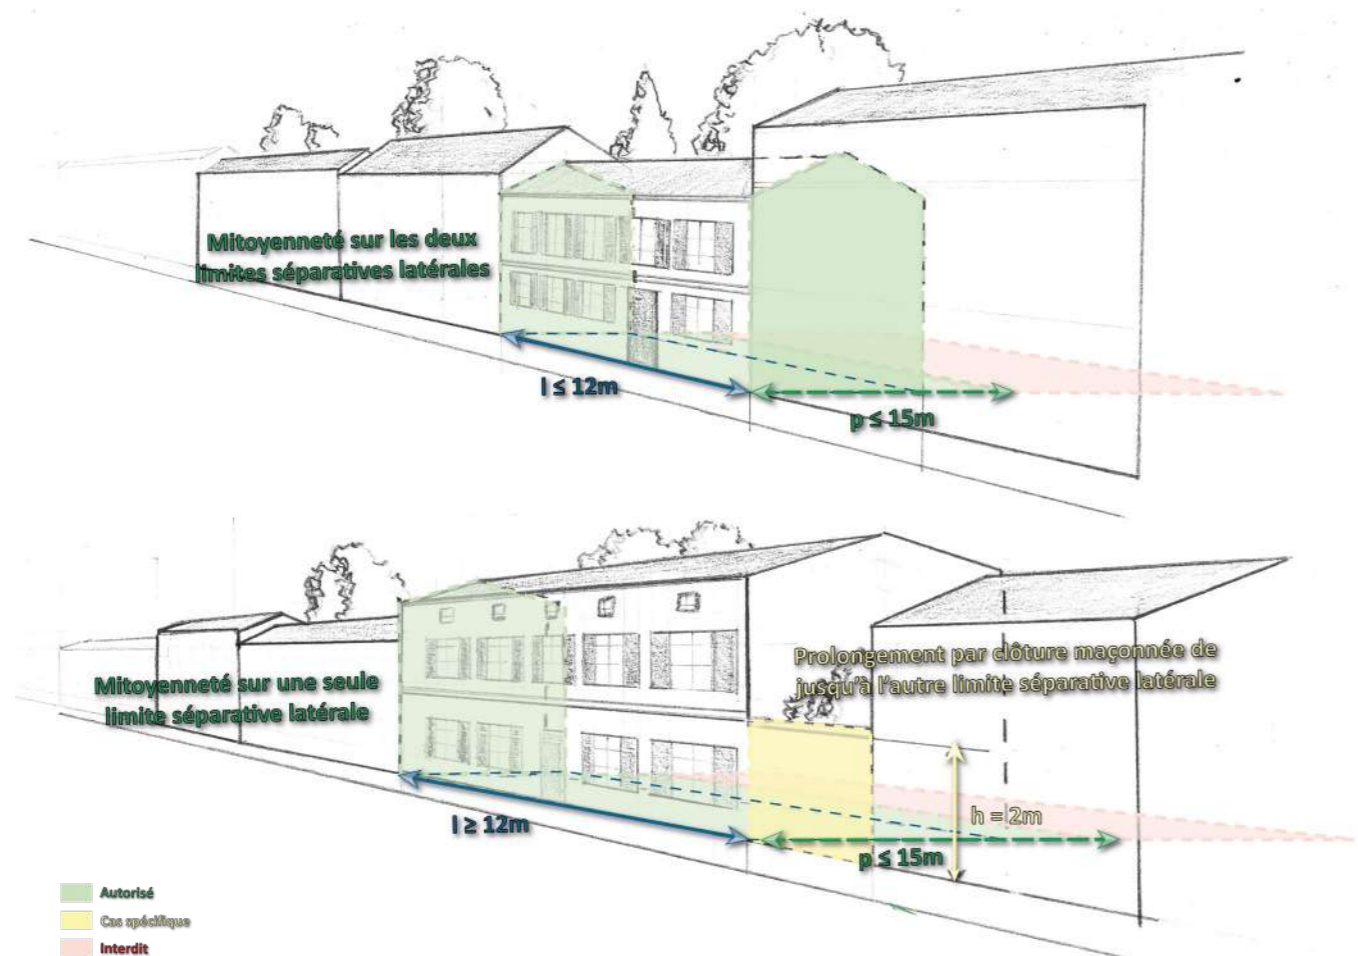 Mitoyenneté sur les deux
limites séparatives latérales
l ≤ 12m
p ≤ 15m
Mitoyenneté sur une seule
limite séparative latérale
Prolongement par clôture maçonnée de
jusqu'à l'autre limite séparative latérale
l ≥ 12m
h = 2m
p ≤ 15m
Autorisé
Cas spécifique
Interdit